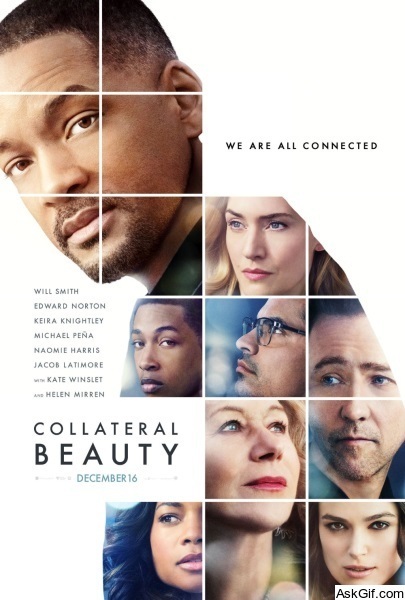 WE ARE ALL CONNECTED
WILL SMITH
EDWARD NORTON
KEIRA KNIGHTLEY
MICHAEL PEÑA
NAOMIE HARRIS
JACOB LATIMORE
WITH KATE WINSLET
AND HELEN MIRREN
COLLATERAL
BEAUTY
DECEMBER 16
AskGif.com